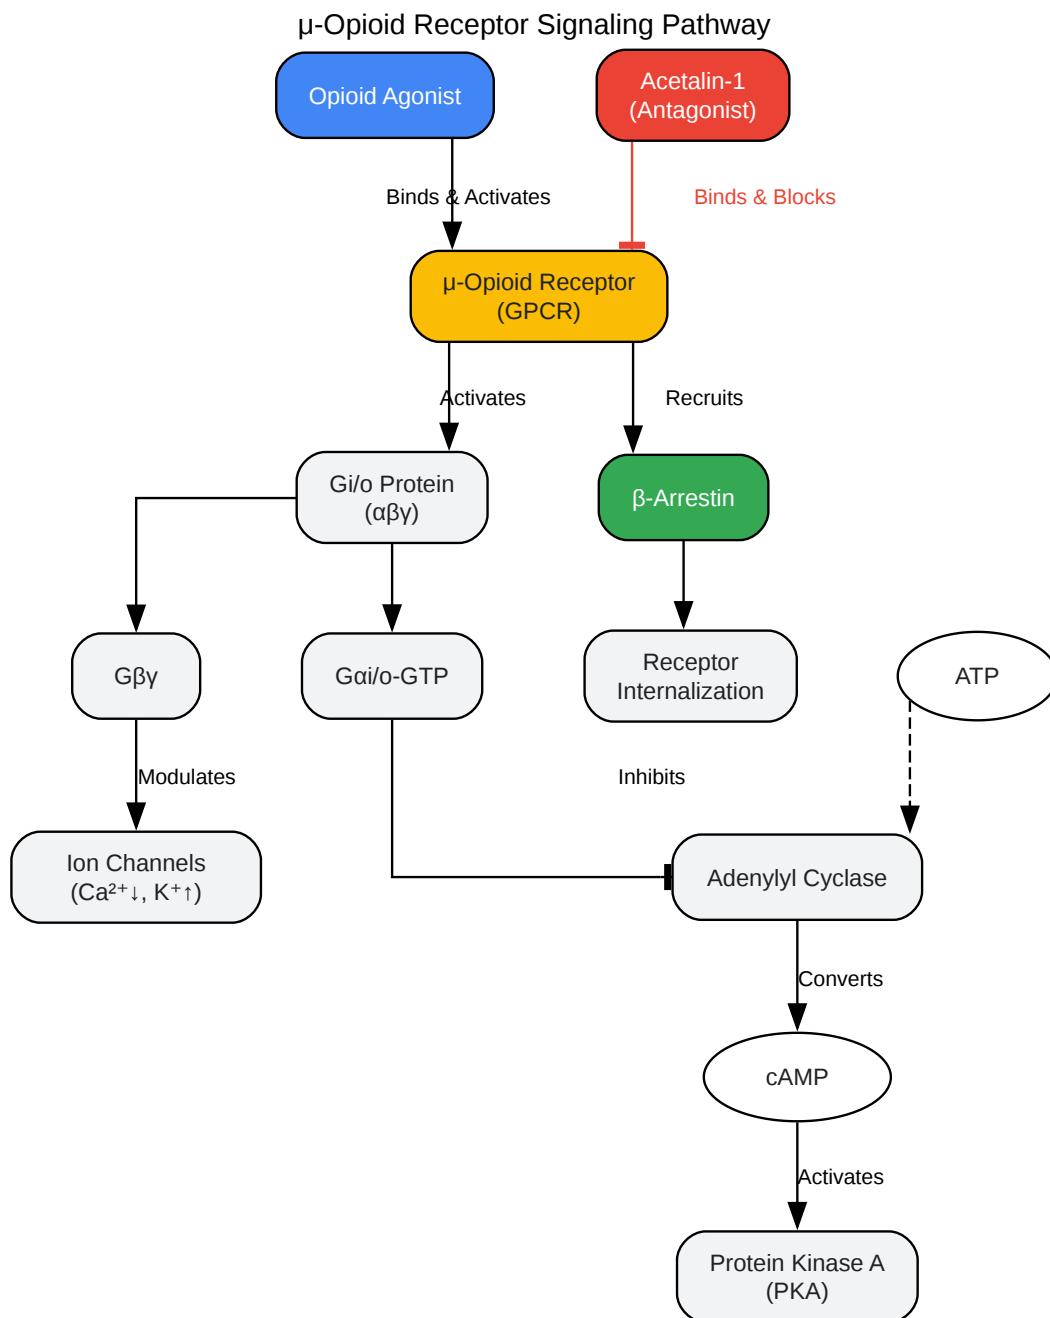 μ-Opioid Receptor Signaling Pathway
Opioid Agonist
Acetalin-1
(Antagonist)
Binds & Activates
Binds & Blocks
μ-Opioid Receptor
(GPCR)
Activates
Recruits
Gi/o Protein
(αβγ)
β-Arrestin
Gβγ
Gαi/o-GTP
Receptor
Internalization
ATP
Modulates
Inhibits
Ion Channels
(Ca²⁺↓, K⁺↑)
Adenylyl Cyclase
Converts
cAMP
Activates
Protein Kinase A
(PKA)